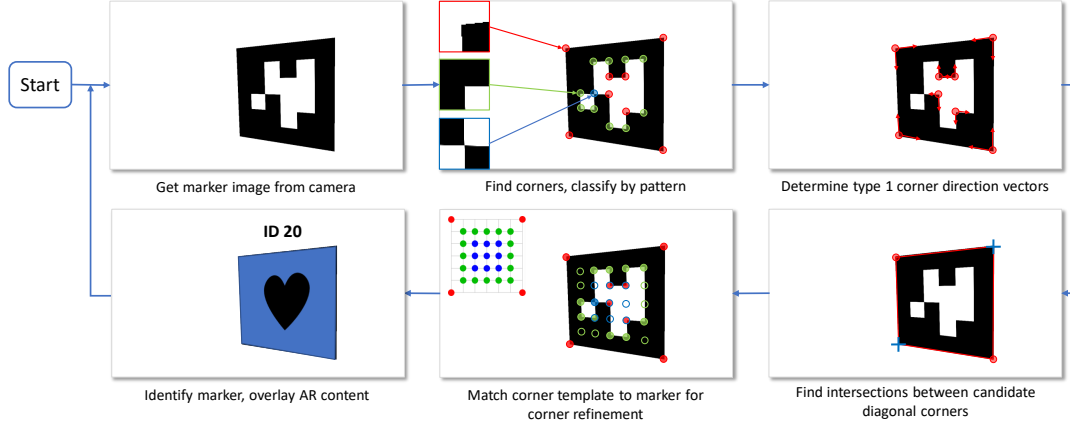 Start
Get marker image from camera
Find corners, classify by pattern
Determine type 1 corner direction vectors
ID 20
Identify marker, overlay AR content
Match corner template to marker for
corner refinement
Find intersections between candidate
diagonal corners